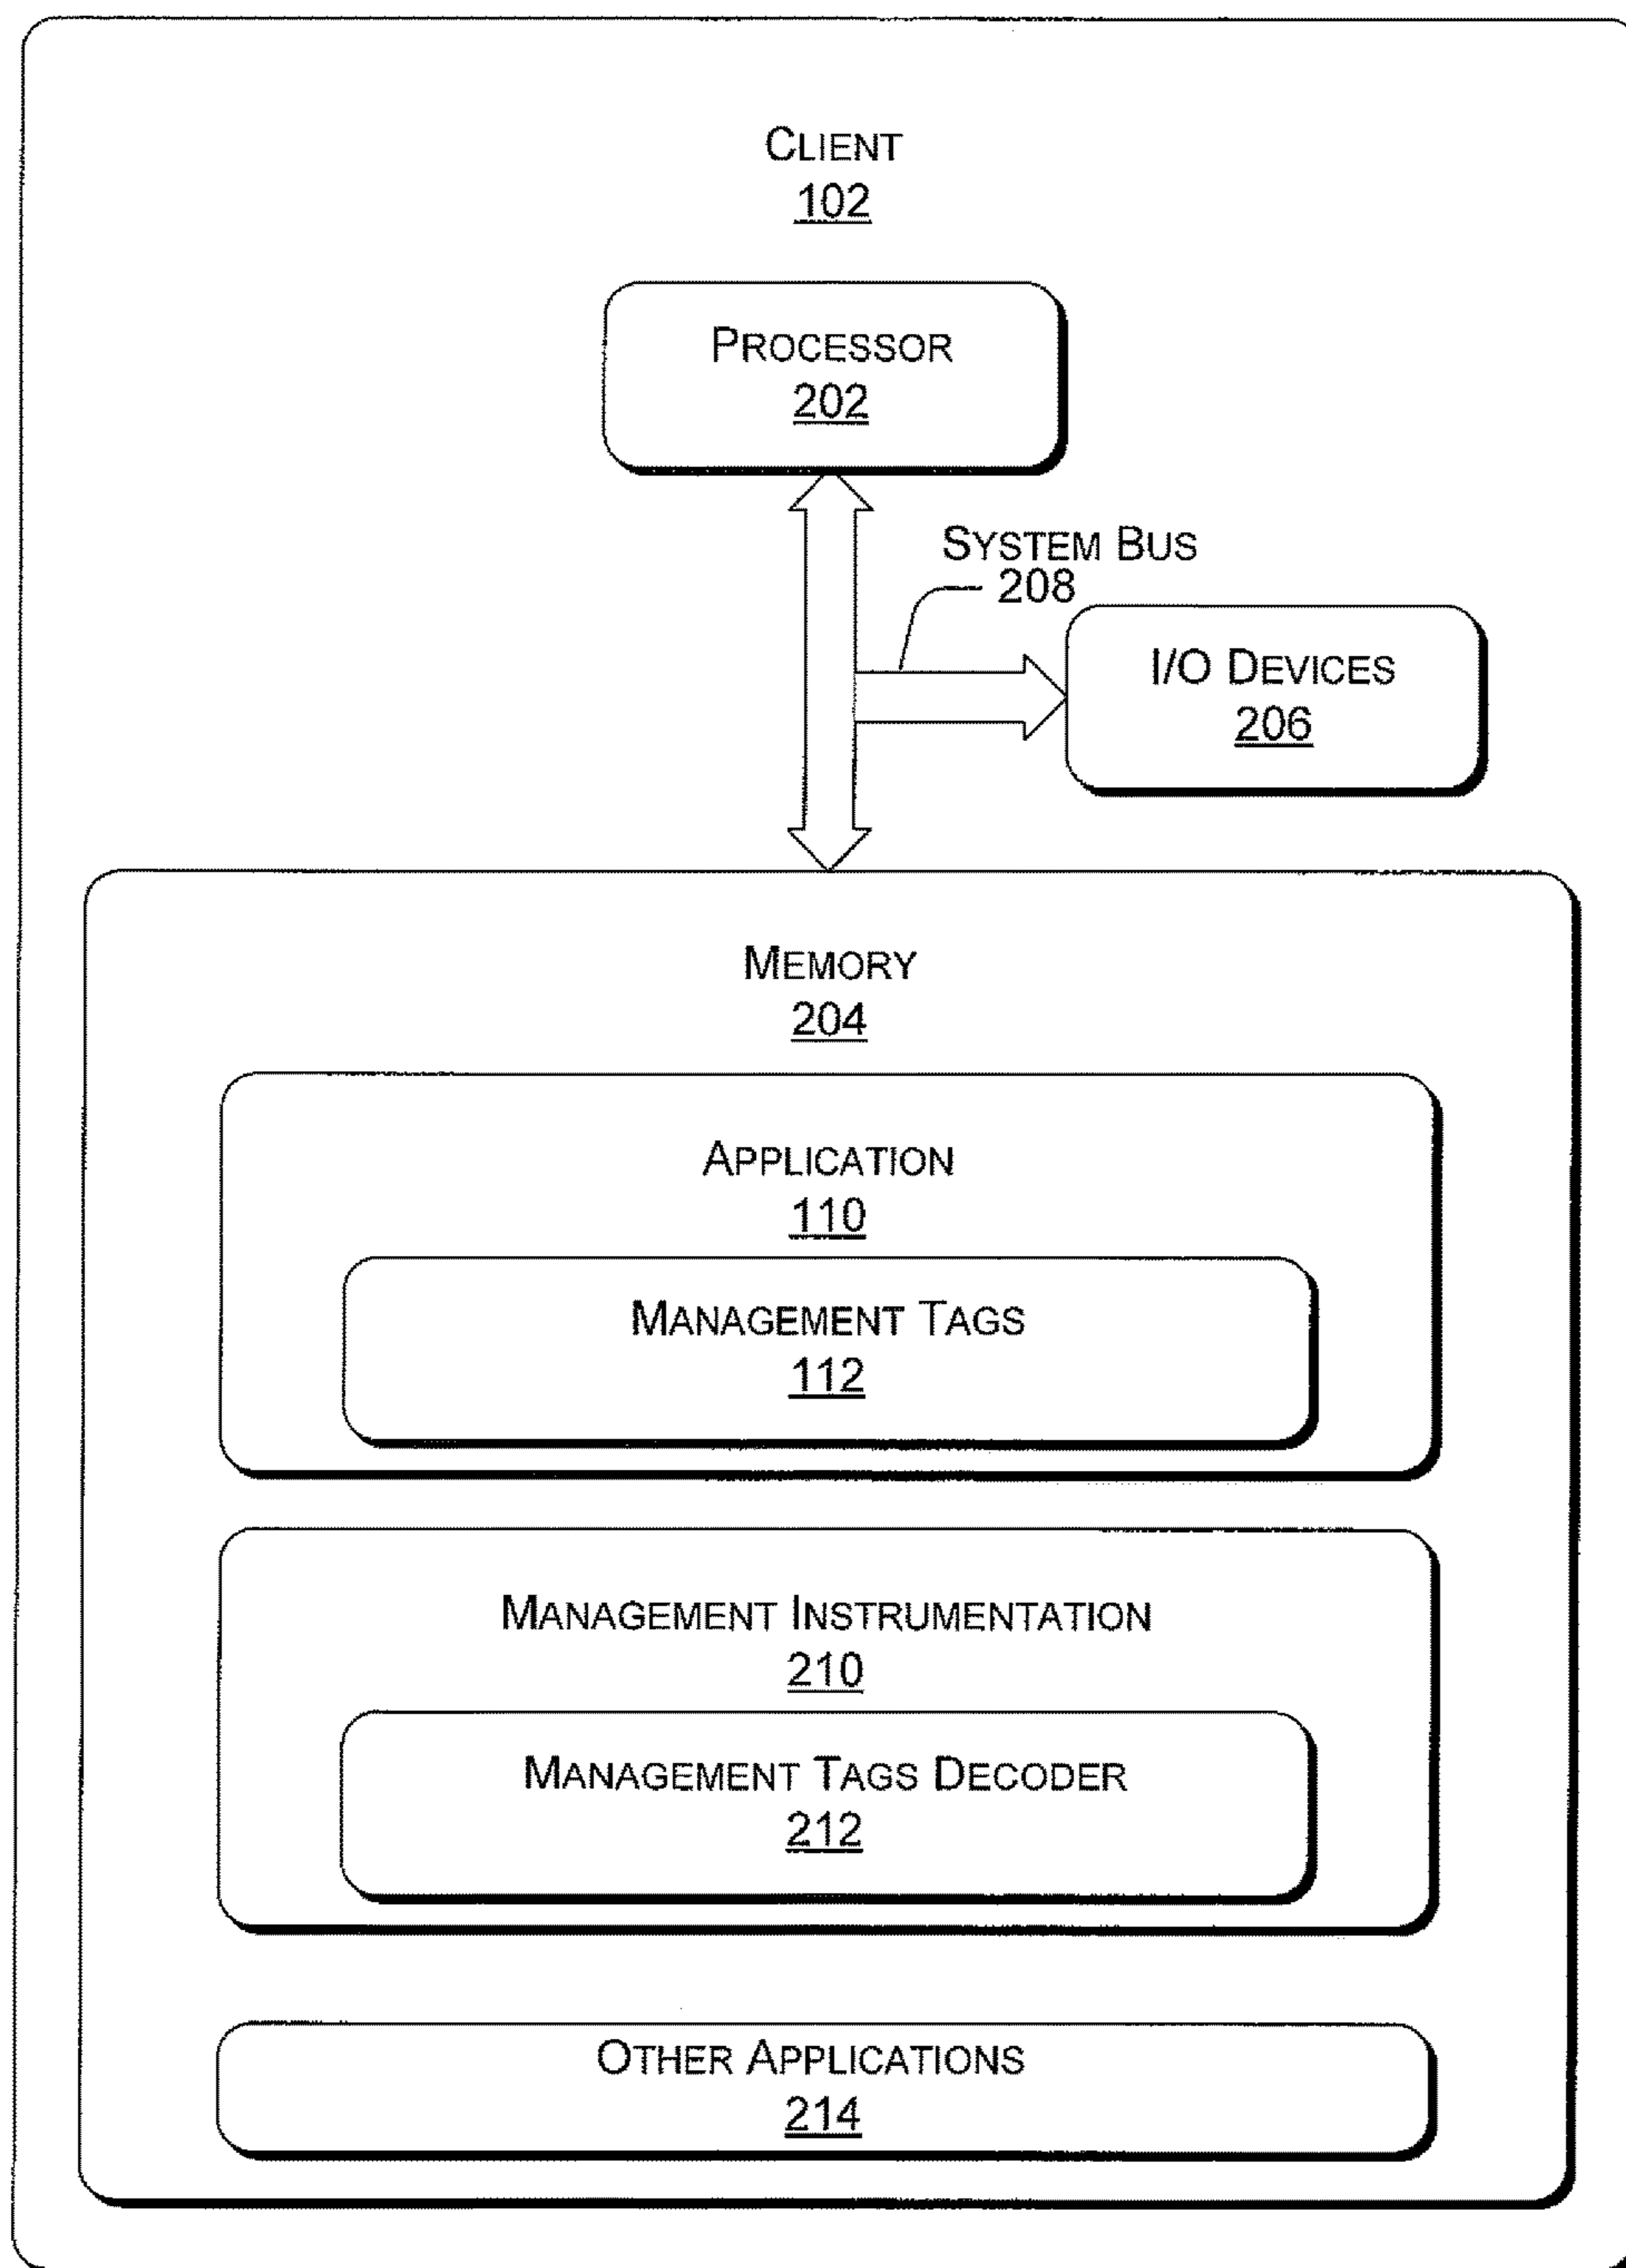 CLIENT
102
PROCESSOR
202
SYSTEM BUS
208
I/O DEVICES
206
MEMORY
204
APPLICATION
110
MANAGEMENT TAGS
112
MANAGEMENT INSTRUMENTATION
210
MANAGEMENT TAGS DECODER
212
OTHER APPLICATIONS
214